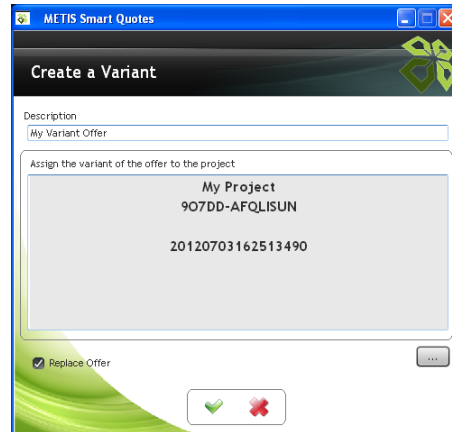 METIS Smart Quotes
Create a Variant
Description
My Variant Offer
Assign the variant of the offer to the project
My Project
9O7DD-AFQLISUN
20120703162513490
Replace Offer
...